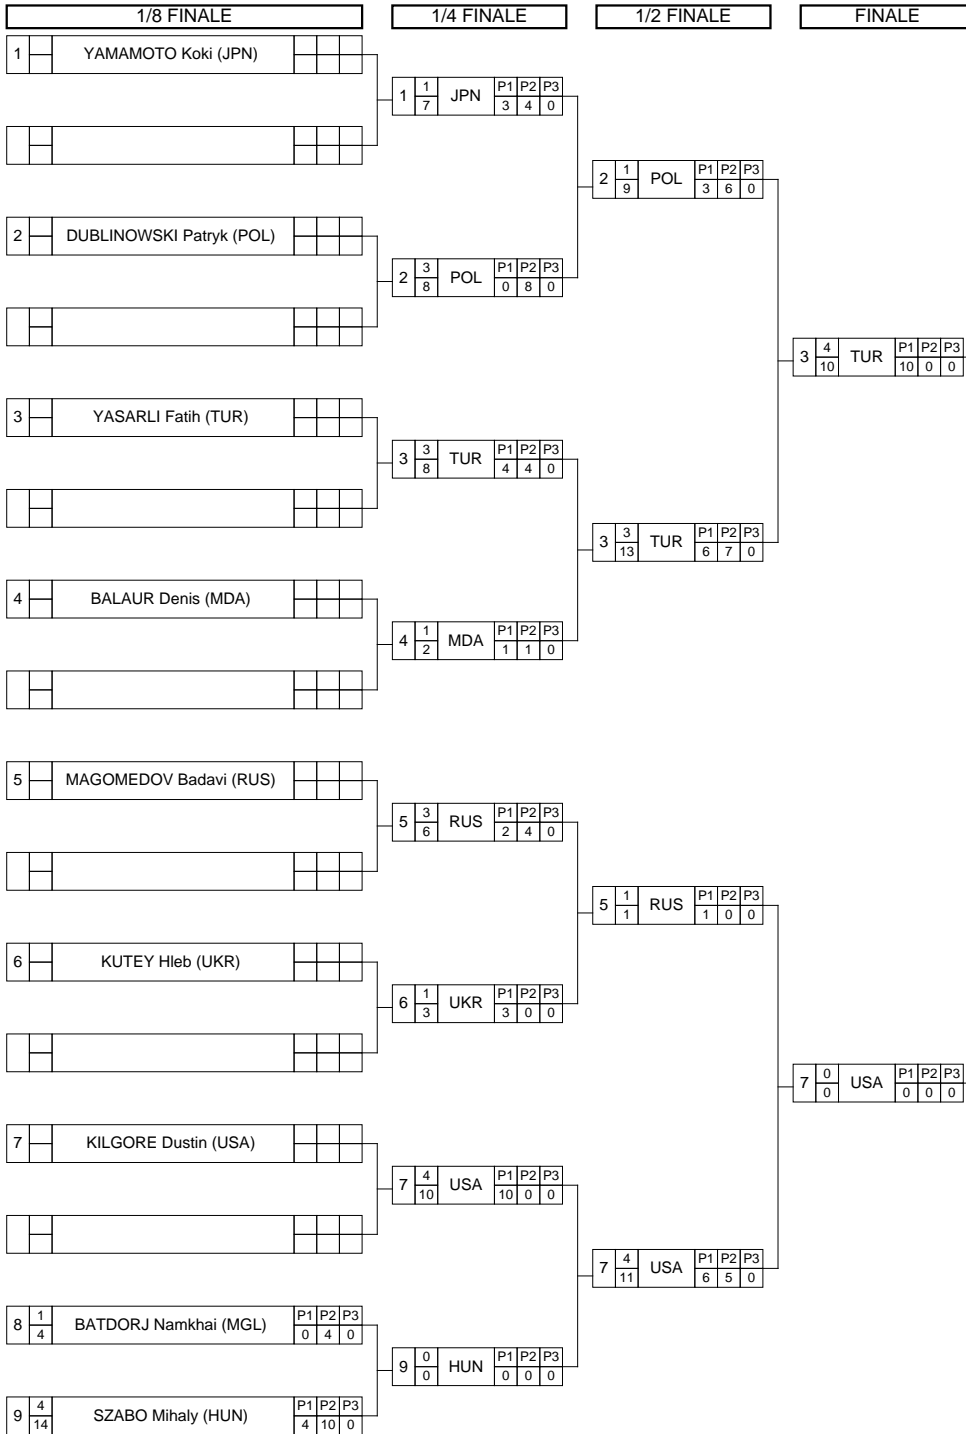 1/8 FINALE 1/4 FINALE 1/2 FINALE FINALE
1 YAMAMOTO Koki (JPN)
1 1 7 JPN P1 P2 P3 3 4 0
2 1 9 POL P1 P2 P3 3 6 0
2 DUBLINOWSKI Patryk (POL)
2 3 8 POL P1 P2 P3 0 8 0
3 4 10 TUR P1 P2 P3 10 0 0
3 YASARLI Fatih (TUR)
3 3 8 TUR P1 P2 P3 4 4 0
3 3 13 TUR P1 P2 P3 6 7 0
4 BALAUR Denis (MDA)
4 1 2 MDA P1 P2 P3 1 1 0
5 MAGOMEDOV Badavi (RUS)
5 3 6 RUS P1 P2 P3 2 4 0
5 1 1 RUS P1 P2 P3 1 0 0
6 KUTEY Hleb (UKR)
6 1 3 UKR P1 P2 P3 3 0 0
7 0 0 USA P1 P2 P3 0 0 0
7 KILGORE Dustin (USA)
7 4 10 USA P1 P2 P3 10 0 0
7 4 11 USA P1 P2 P3 6 5 0
8 1 4 BATDORJ Namkhai (MGL) P1 P2 P3 0 4 0
9 0 0 HUN P1 P2 P3 0 0 0
9 4 14 SZABO Mihaly (HUN) P1 P2 P3 4 10 0